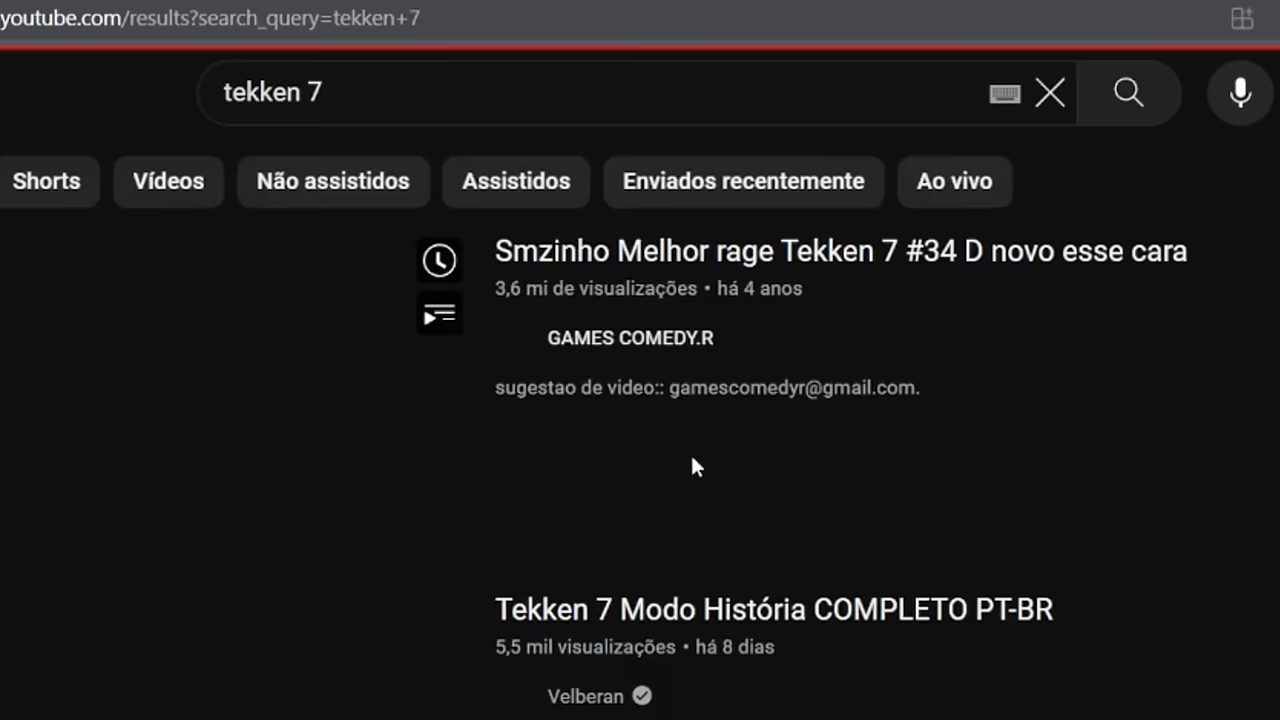 youtube.com/results?search_query=tekken+7
tekken 7
Shorts Vídeos Não assistidos Assistidos Enviados recentemente Ao vivo
Smzinho Melhor rage Tekken 7 #34 D novo esse cara
3,6 mi de visualizações • há 4 anos
GAMES COMEDY.R
sugestao de video:: gamescomedyr@gmail.com.
Tekken 7 Modo História COMPLETO PT-BR
5,5 mil visualizações • há 8 dias
Velberan